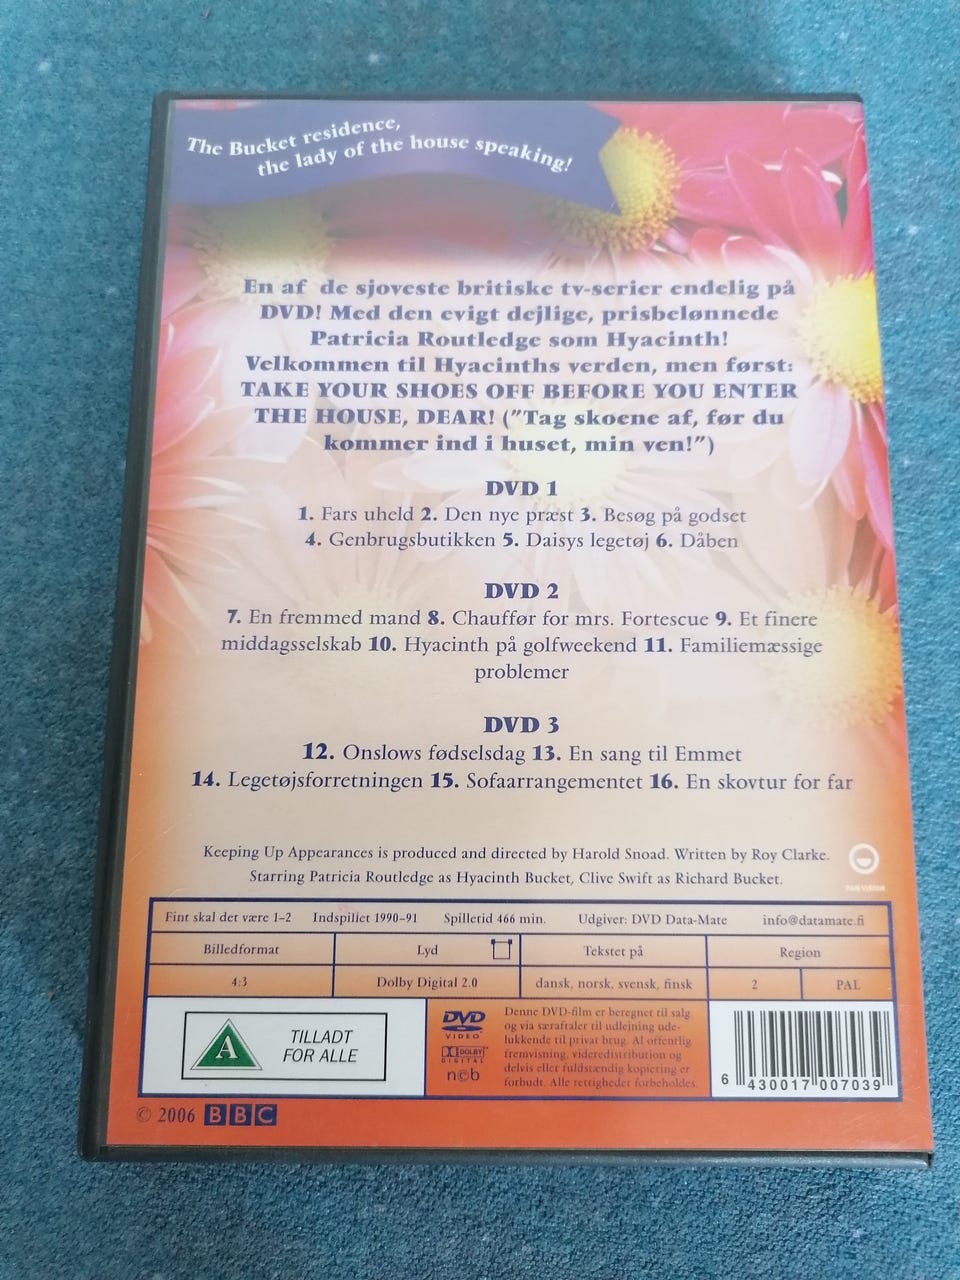 The Bucket residence,
the lady of the house speaking!
En af de sjoveste britiske tv-serier endelig på
DVD! Med den evigt dejlige, prisbelønnede
Patricia Routledge som Hyacinth!
Velkommen til Hyacinths verden, men først:
TAKE YOUR SHOES OFF BEFORE YOU ENTER
THE HOUSE, DEAR! ("Tag skoene af, før du
kommer ind i huset, min ven!")
DVD 1
1. Fars uheld 2. Den nye præst 3. Besøg på godset
4. Genbrugsbutikken 5. Daisys legetøj 6. Dåben
DVD 2
7. En fremmed mand 8. Chauffør for mrs. Fortescue 9. Et finere
middagsselskab 10. Hyacinth på golfweekend 11. Familiemæssige
problemer
DVD 3
12. Onslows fødselsdag 13. En sang til Emmet
14. Legetøjsforretningen 15. Sofaarrangementet 16. En skovtur for far
Keeping Up Appearances is produced and directed by Harold Snoad. Written by Roy Clarke.
Starring Patricia Routledge as Hyacinth Bucket, Clive Swift as Richard Bucket.
Fint skal det være 1–2 Indspillet 1990–91 Spilletid 466 min. Udgiver: DVD Data-Mate info@datamate.fi
Billedformat Lyd Tekstet på Region
4:3 Dolby Digital 2.0 dansk, norsk, svensk, finsk 2 PAL
A
TILLADT
FOR ALLE
DVD
VIDEO
DOLBY
DIGITAL
ncb
Denne DVD-film er beregnet til salg
og via særaftaler til udlejning ude-
lukkende til privat brug. Al offentlig
fremvisning, videredistribution og
delvis eller fuldstændig kopiering er
forbudt. Alle rettigheder forbeholdes.
6 430017 007039
© 2006 BBC